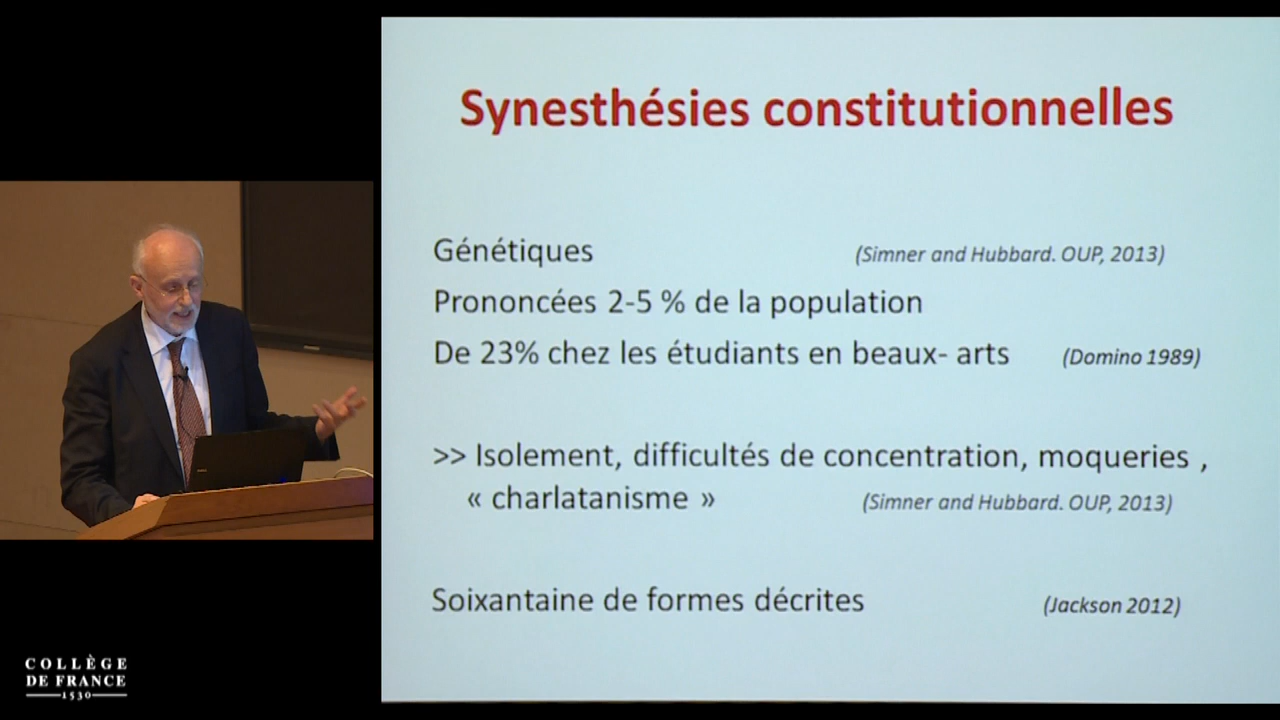 Synesthésies constitutionnelles
Génétiques (Simner and Hubbard. OUP, 2013)
Prononcées 2-5 % de la population
De 23% chez les étudiants en beaux- arts (Domino 1989)
>> Isolement, difficultés de concentration, moqueries ,
« charlatanisme » (Simner and Hubbard. OUP, 2013)
Soixantaine de formes décrites (Jackson 2012)
COLLÈGE
DE FRANCE
1530